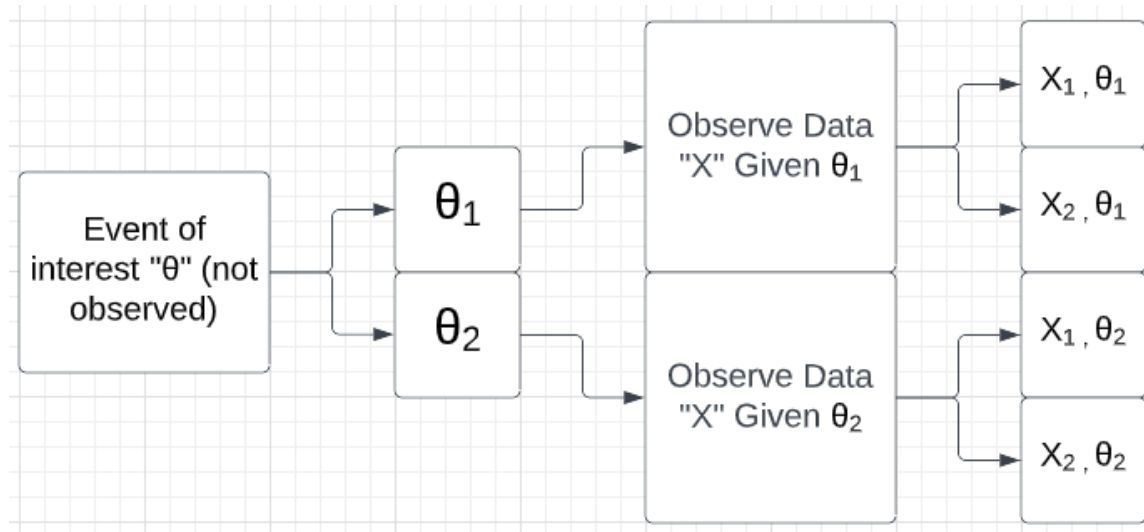 Event of
interest "θ" (not
observed)
θ₁
θ₂
Observe Data
"X" Given θ₁
Observe Data
"X" Given θ₂
X₁ , θ₁
X₂ , θ₁
X₁ , θ₂
X₂ , θ₂